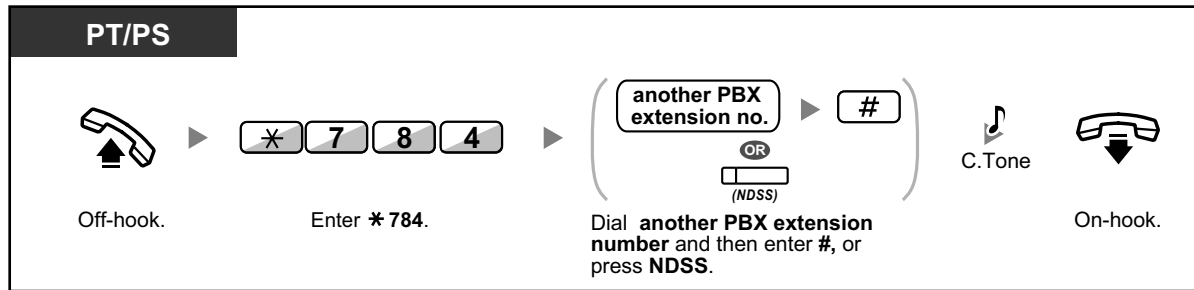 PT/PS
another PBX
extension no.
#
✳ 7 8 4
OR
(NDSS)
C.Tone
Off-hook.
Enter ✳ 784.
Dial another PBX extension
number and then enter #, or
press NDSS.
On-hook.